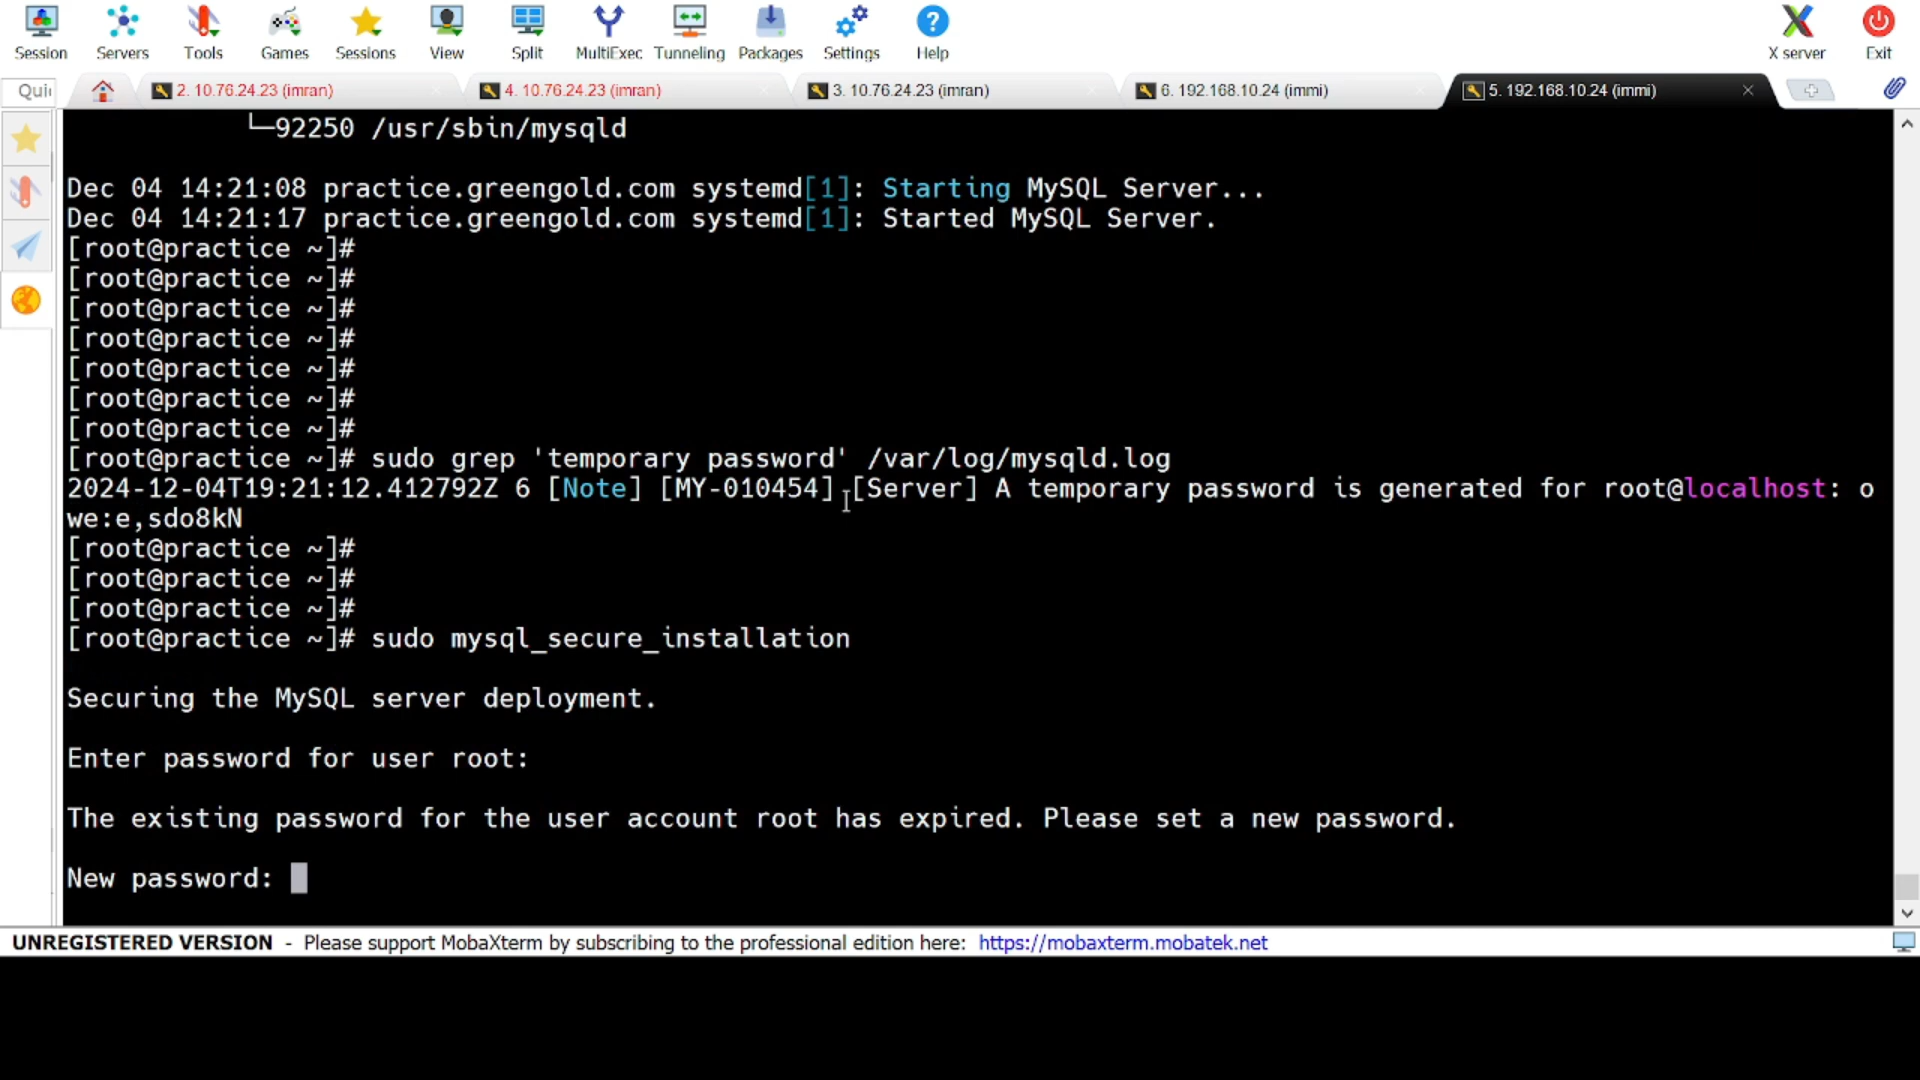 Session Servers Tools Games Sessions View Split MultiExec Tunneling Packages Settings Help X server Exit
Qui 2. 10.76.24.23 (imran) 4. 10.76.24.23 (imran) 3. 10.76.24.23 (imran) 6. 192.168.10.24 (immi) 5. 192.168.10.24 (immi)
└─92250 /usr/sbin/mysqld
Dec 04 14:21:08 practice.greengold.com systemd[1]: Starting MySQL Server...
Dec 04 14:21:17 practice.greengold.com systemd[1]: Started MySQL Server.
[root@practice ~]#
[root@practice ~]#
[root@practice ~]#
[root@practice ~]#
[root@practice ~]#
[root@practice ~]#
[root@practice ~]#
[root@practice ~]# sudo grep 'temporary password' /var/log/mysqld.log
2024-12-04T19:21:12.412792Z 6 [Note] [MY-010454] [Server] A temporary password is generated for root@localhost: o
we:e,sdo8kN
[root@practice ~]#
[root@practice ~]#
[root@practice ~]#
[root@practice ~]# sudo mysql_secure_installation
Securing the MySQL server deployment.
Enter password for user root:
The existing password for the user account root has expired. Please set a new password.
New password:
UNREGISTERED VERSION - Please support MobaXterm by subscribing to the professional edition here: https://mobaxterm.mobatek.net